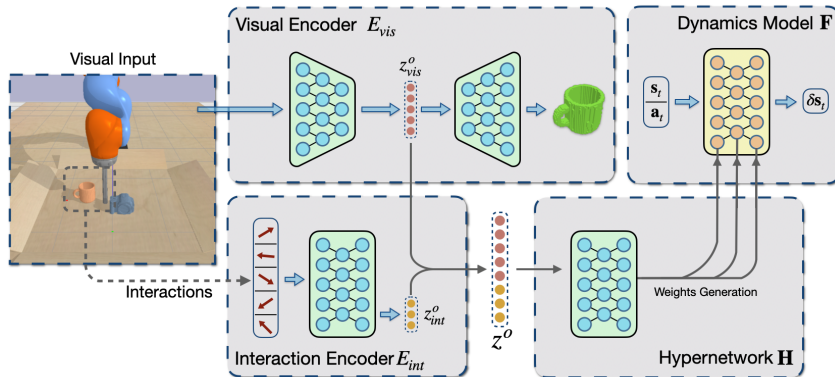 Visual Input
Visual Encoder E_vis
z^o_vis
Dynamics Model F
s_t
a_t
δs_t
Interactions
z^o_int
Interaction Encoder E_int
z^o
Weights Generation
Hypernetwork H